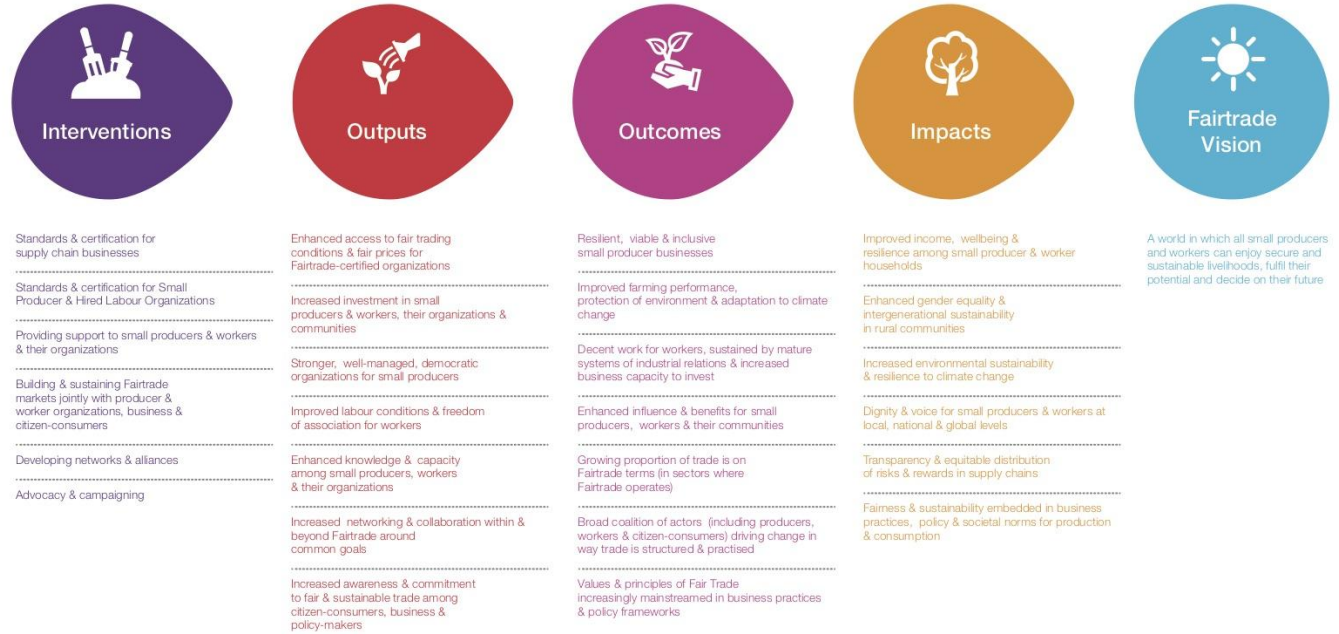 Interventions
Standards & certification for
supply chain businesses
Standards & certification for Small
Producer & Hired Labour Organizations
Providing support to small producers & workers
& their organizations
Building & sustaining Fairtrade
markets jointly with producer &
worker organizations, business &
citizen-consumers
Developing networks & alliances
Advocacy & campaigning
Outputs
Enhanced access to fair trading
conditions & fair prices for
Fairtrade-certified organizations
Increased investment in small
producers & workers, their organizations &
communities
Stronger, well-managed, democratic
organizations for small producers
Improved labour conditions & freedom
of association for workers
Enhanced knowledge & capacity
among small producers, workers
& their organizations
Increased networking & collaboration within &
beyond Fairtrade around
common goals
Increased awareness & commitment
to fair & sustainable trade among
citizen-consumers, business &
policy-makers
Outcomes
Resilient, viable & inclusive
small producer businesses
Improved farming performance,
protection of environment & adaptation to climate
change
Decent work for workers, sustained by mature
systems of industrial relations & increased
business capacity to invest
Enhanced influence & benefits for small
producers, workers & their communities
Growing proportion of trade is on
Fairtrade terms (in sectors where
Fairtrade operates)
Broad coalition of actors (including producers,
workers & citizen-consumers) driving change in
way trade is structured & practised
Values & principles of Fair Trade
increasingly mainstreamed in business practices
& policy frameworks
Impacts
Improved income, wellbeing &
resilience among small producer & worker
households
Enhanced gender equality &
intergenerational sustainability
in rural communities
Increased environmental sustainability
& resilience to climate change
Dignity & voice for small producers & workers at
local, national & global levels
Transparency & equitable distribution
of risks & rewards in supply chains
Fairness & sustainability embedded in business
practices, policy & societal norms for production
& consumption
Fairtrade
Vision
A world in which all small producers
and workers can enjoy secure and
sustainable livelihoods, fulfil their
potential and decide on their future